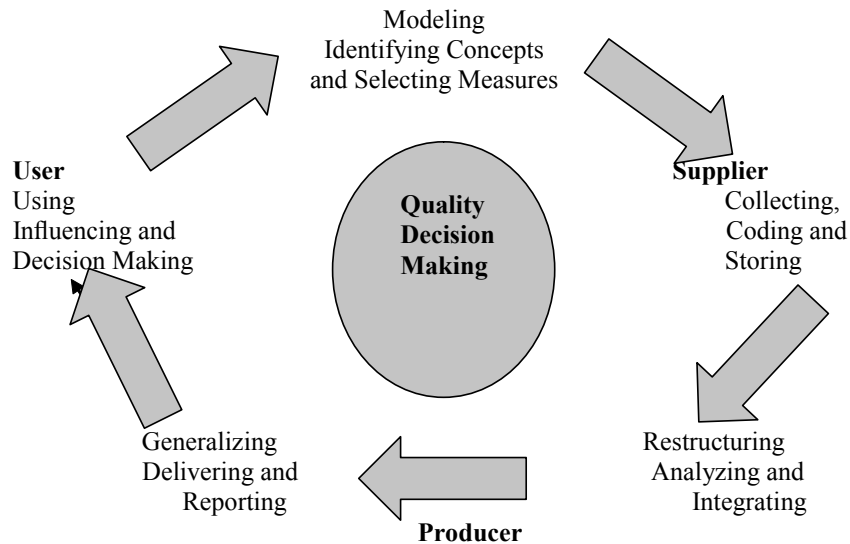 Modeling
Identifying Concepts
and Selecting Measures
User
Using
Influencing and
Decision Making
Quality
Decision
Making
Supplier
Collecting,
Coding and
Storing
Generalizing
Delivering and
Reporting
Restructuring
Analyzing and
Integrating
Producer